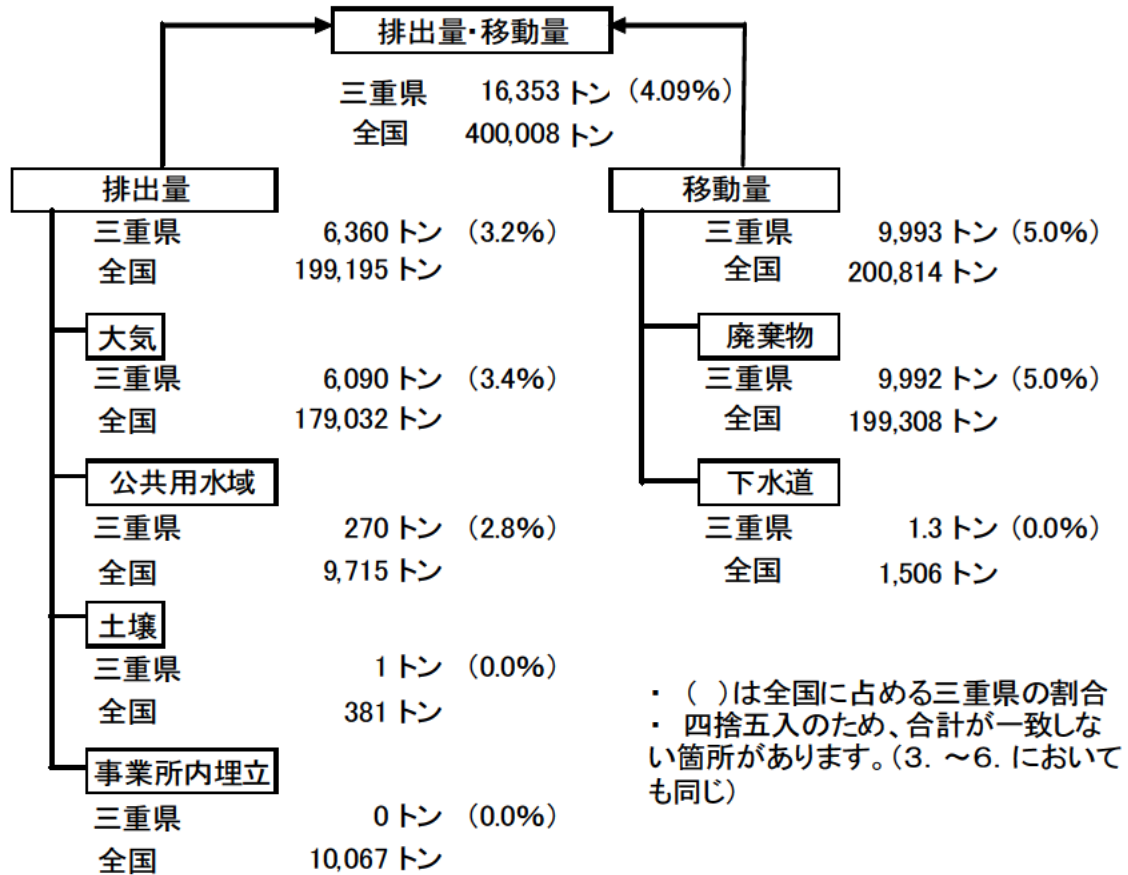 排出量・移動量
三重県 16,353 トン (4.09%)
全国 400,008 トン
排出量
三重県 6,360 トン (3.2%)
全国 199,195 トン
大気
三重県 6,090 トン (3.4%)
全国 179,032 トン
公共用水域
三重県 270 トン (2.8%)
全国 9,715 トン
土壌
三重県 1 トン (0.0%)
全国 381 トン
事業所内埋立
三重県 0 トン (0.0%)
全国 10,067 トン
移動量
三重県 9,993 トン (5.0%)
全国 200,814 トン
廃棄物
三重県 9,992 トン (5.0%)
全国 199,308 トン
下水道
三重県 1.3 トン (0.0%)
全国 1,506 トン
・ ( )は全国に占める三重県の割合
・ 四捨五入のため、合計が一致しな
い箇所があります。(3. ~6. において
も同じ)